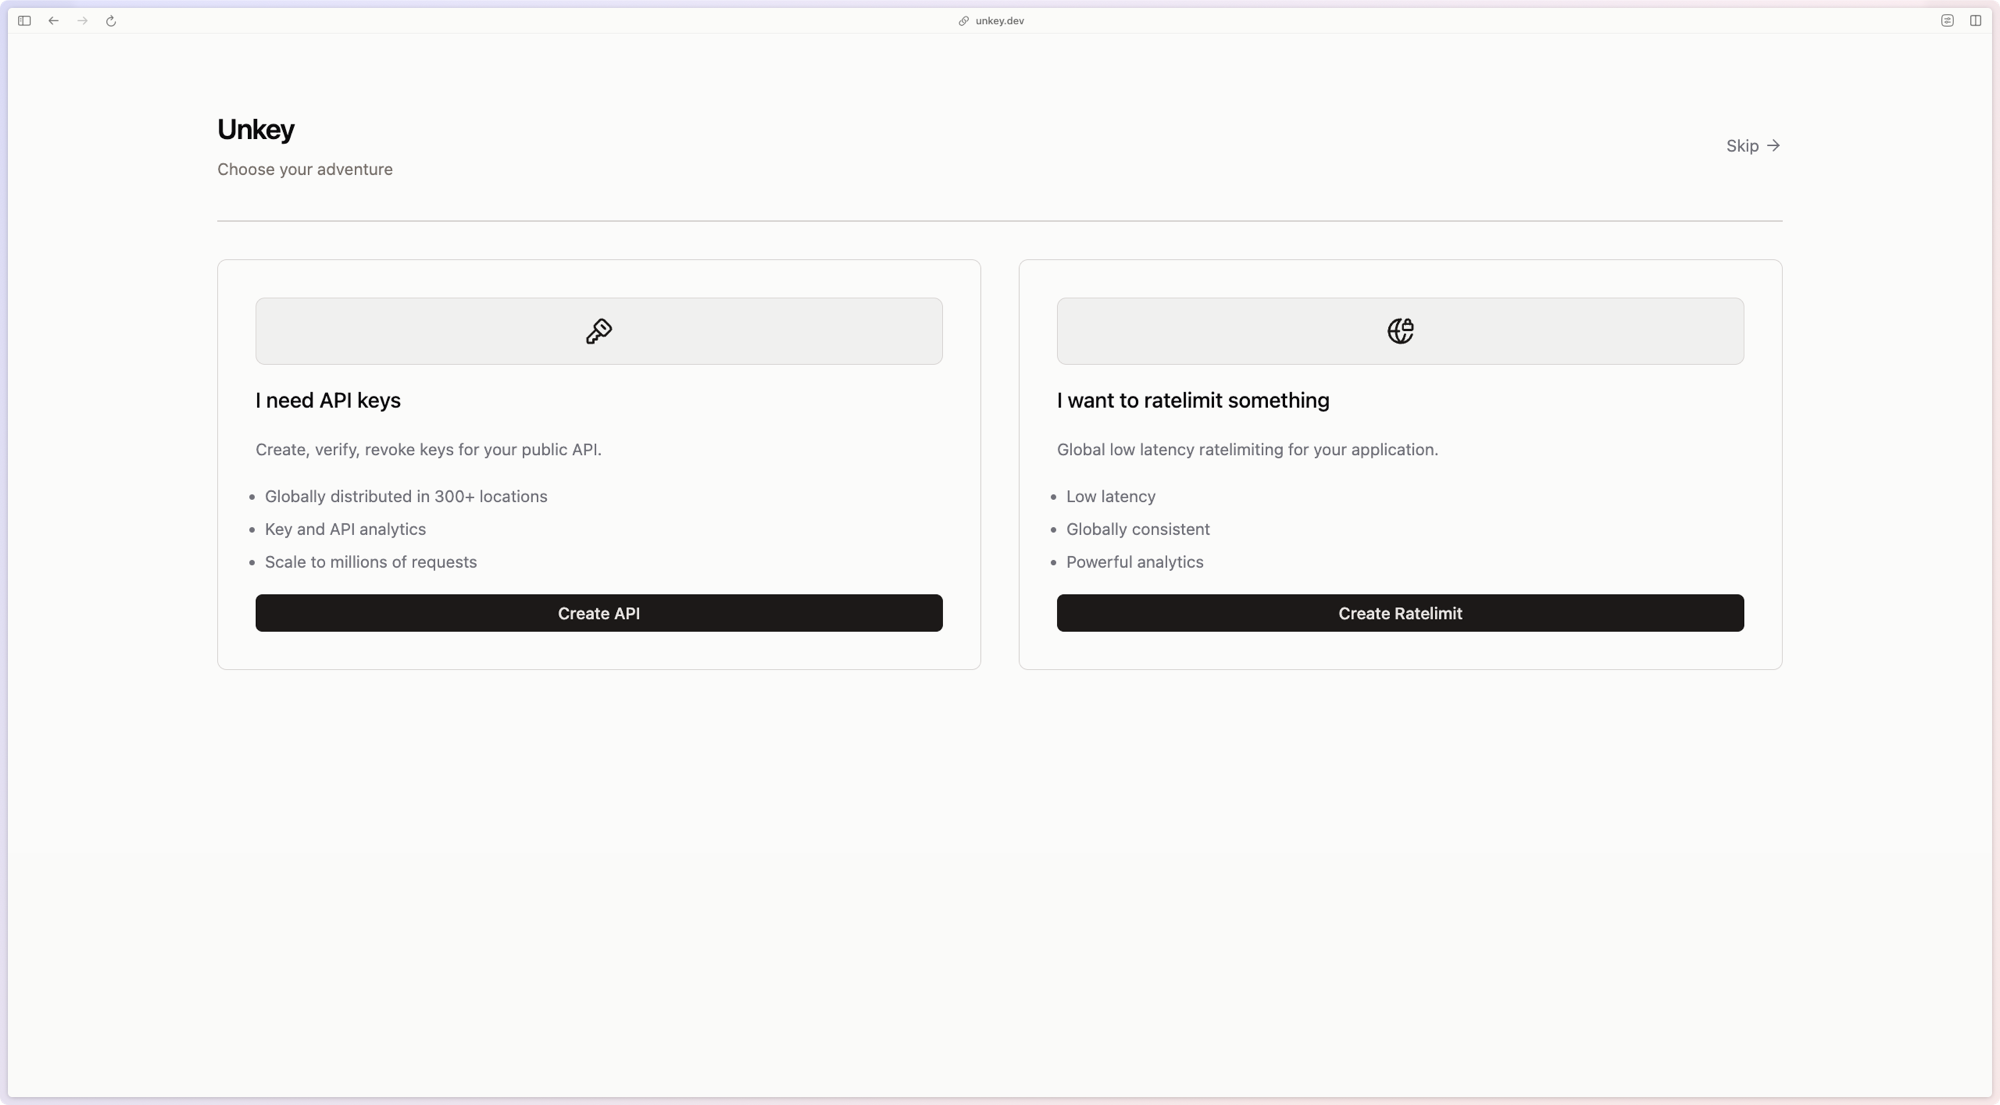 unkey.dev
Unkey
Choose your adventure
Skip →
I need API keys
Create, verify, revoke keys for your public API.
• Globally distributed in 300+ locations
• Key and API analytics
• Scale to millions of requests
Create API
I want to ratelimit something
Global low latency ratelimiting for your application.
• Low latency
• Globally consistent
• Powerful analytics
Create Ratelimit